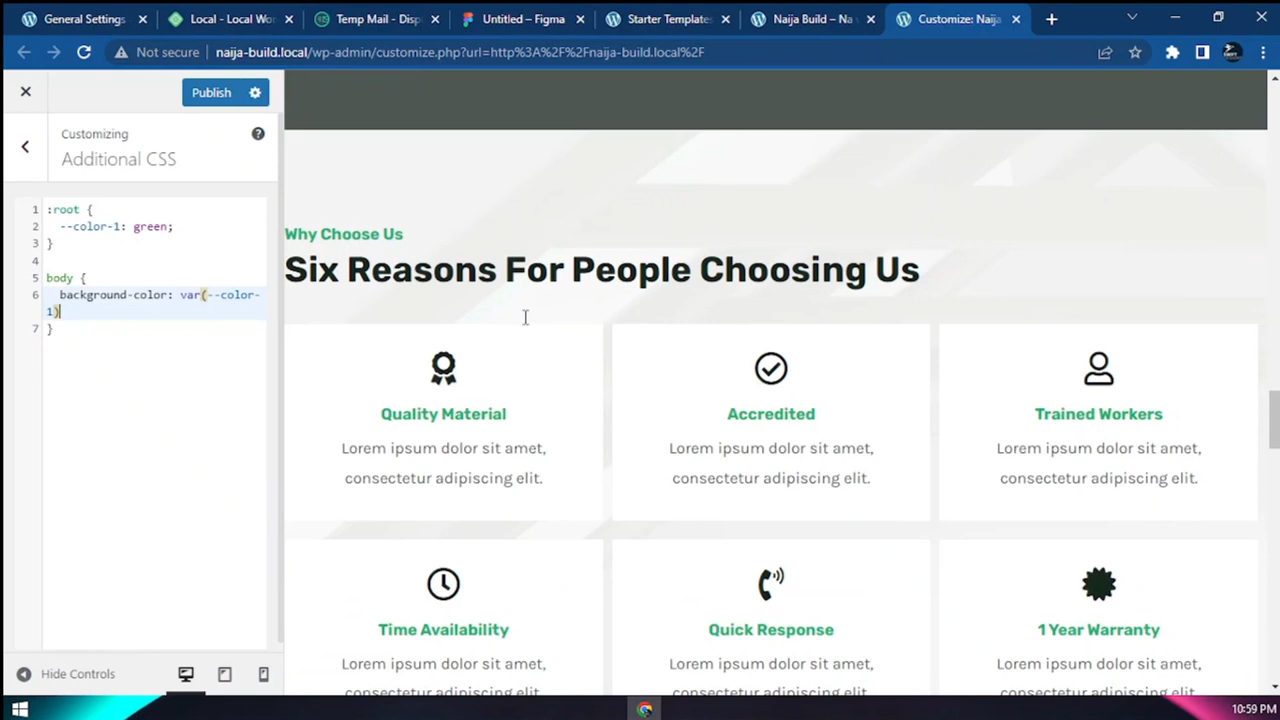 General Settings
Local - Local Wo
Temp Mail - Disp
Untitled – Figma
Starter Templates
Naija Build – Na
Customize: Naija
Not secure
naija-build.local/wp-admin/customize.php?url=http%3A%2F%2Fnaija-build.local%2F
Publish
Customizing
Additional CSS
1 :root {
2 --color-1: green;
3 }
4
5 body {
6 background-color: var(--color-
1)
7 }
Hide Controls
Why Choose Us
Six Reasons For People Choosing Us
Quality Material
Lorem ipsum dolor sit amet,
consectetur adipiscing elit.
Accredited
Lorem ipsum dolor sit amet,
consectetur adipiscing elit.
Trained Workers
Lorem ipsum dolor sit amet,
consectetur adipiscing elit.
Time Availability
Lorem ipsum dolor sit amet,
Quick Response
Lorem ipsum dolor sit amet,
1 Year Warranty
Lorem ipsum dolor sit amet,
10:59 PM